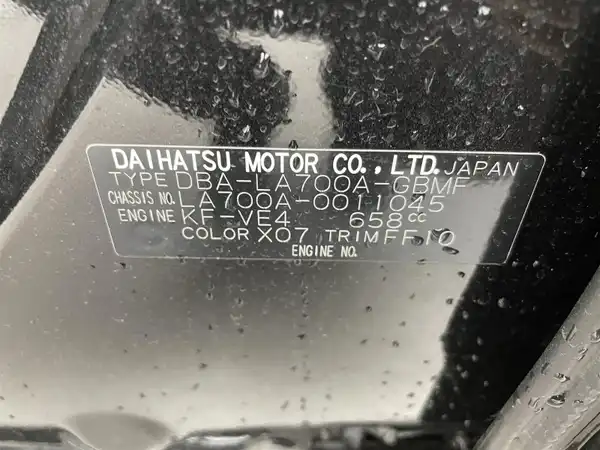 DAIHATSU MOTOR CO., LTD. JAPAN
TYPE DBA-LA700A-GBMF
CHASSIS NO. LA700A-0011045
ENGINE KF-VE4 658cc
COLOR X07 TRIM FF10
ENGINE NO.